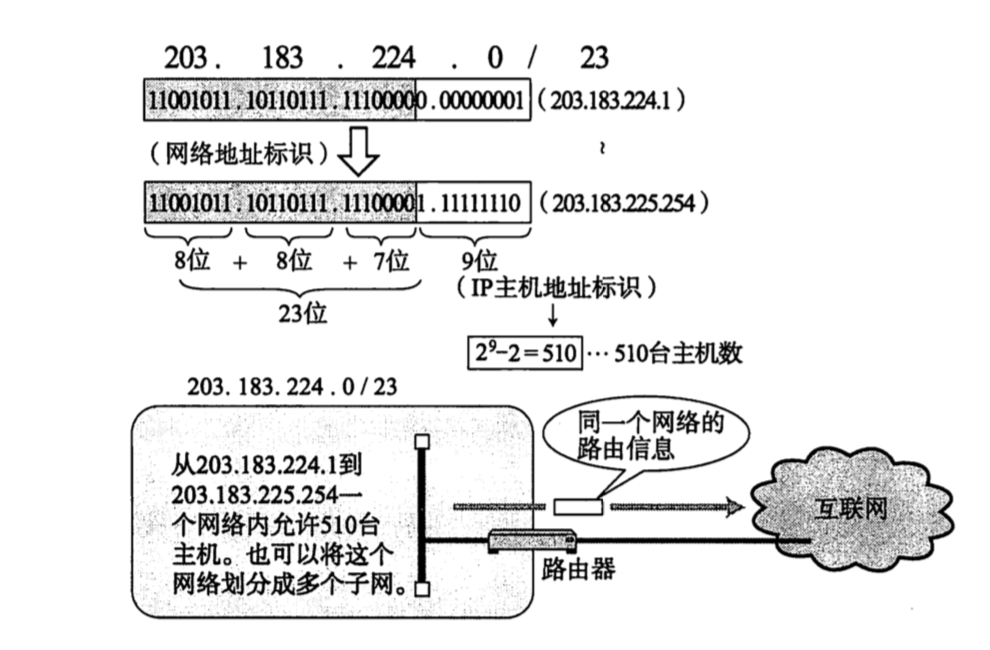 203. 183 . 224 . 0 / 23
11001011.10110111.11100000.00000001(203.183.224.1)
(网络地址标识) ~
11001011.10110111.11100001.11111110(203.183.225.254)
8位 + 8位 + 7位 9位
(IP主机地址标识)
23位
2⁹-2=510 … 510台主机数
203.183.224.0/23
同一个网络的
路由信息
从203.183.224.1到
203.183.225.254一
个网络内允许510台
主机。也可以将这个
网络划分成多个子网。
互联网
路由器